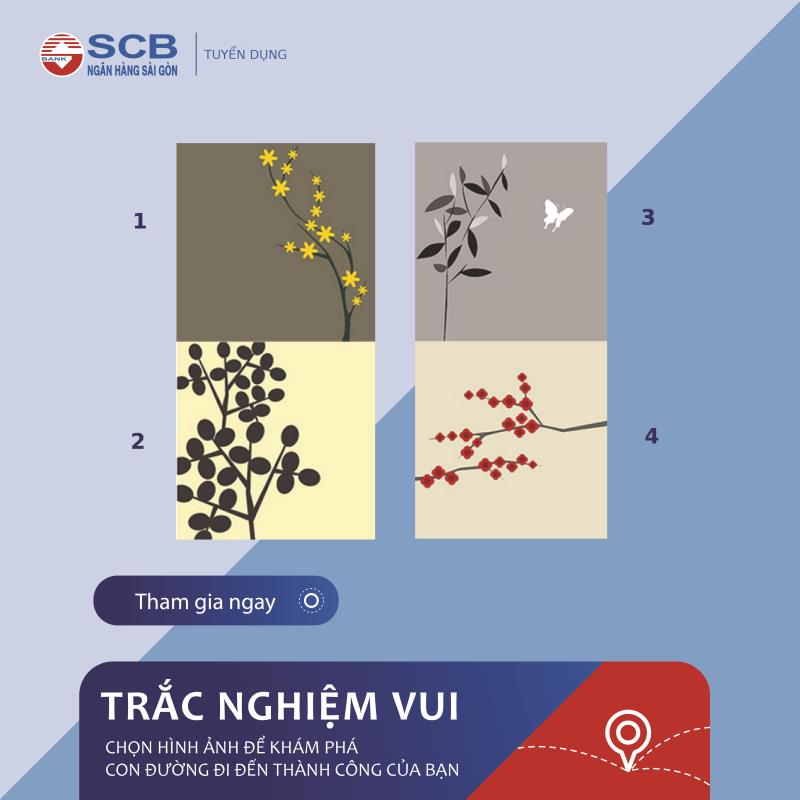 SCB
BANK
NGÂN HÀNG SÀI GÒN
TUYỂN DỤNG
1
3
2
4
Tham gia ngay
TRẮC NGHIỆM VUI
CHỌN HÌNH ẢNH ĐỂ KHÁM PHÁ
CON ĐƯỜNG ĐI ĐẾN THÀNH CÔNG CỦA BẠN